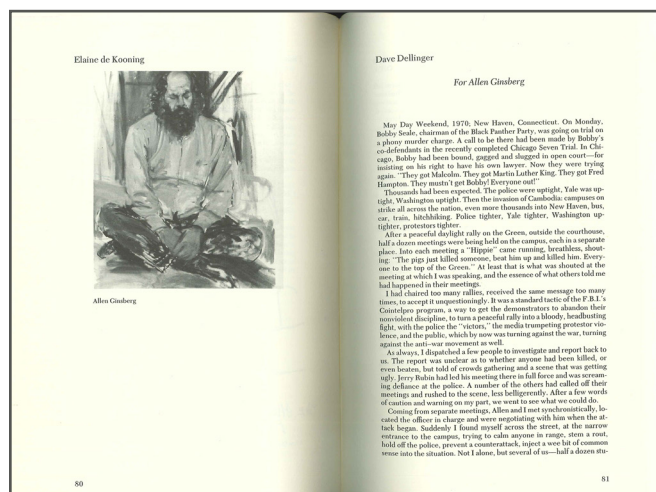 Elaine de Kooning
Allen Ginsberg
80
Dave Dellinger
For Allen Ginsberg
May Day Weekend, 1970; New Haven, Connecticut. On Monday,
Bobby Seale, chairman of the Black Panther Party, was going on trial on
a phony murder charge. A call to be there had been made by Bobby's
co-defendants in the recently completed Chicago Seven Trial. In Chi-
cago, Bobby had been bound, gagged and slugged in open court—for
insisting on his right to have his own lawyer. Now they were trying
again. "They got Malcolm. They got Martin Luther King. They got Fred
Hampton. They mustn't get Bobby! Everyone out!"
Thousands had been expected. The police were uptight, Yale was up-
tight, Washington uptight. Then the invasion of Cambodia: campuses on
strike all across the nation, even more thousands into New Haven, bus,
car, train, hitchhiking. Police tighter, Yale tighter, Washington up-
tighter, protestors tighter.
After a peaceful daylight rally on the Green, outside the courthouse,
half a dozen meetings were being held on the campus, each in a separate
place. Into each meeting a "Hippie" came running, breathless, shout-
ing: "The pigs just killed someone, beat him up and killed him. Every-
one to the top of the Green." At least that is what was shouted at the
meeting at which I was speaking, and the essence of what others told me
had happened in their meetings.
I had chaired too many rallies, received the same message too many
times, to accept it unquestioningly. It was a standard tactic of the F.B.I.'s
Cointelpro program, a way to get the demonstrators to abandon their
nonviolent discipline, to turn a peaceful rally into a bloody, headbusting
fight, with the police the "victors," the media trumpeting protestor vio-
lence, and the public, which by now was turning against the war, turning
against the anti-war movement as well.
As always, I dispatched a few people to investigate and report back to
us. The report was unclear as to whether anyone had been killed, or
even beaten, but told of crowds gathering and a scene that was getting
ugly. Jerry Rubin had led his meeting there in full force and was scream-
ing defiance at the police. A number of the others had called off their
meetings and rushed to the scene, less belligerently. After a few words
of caution and warning on my part, we went to see what we could do.
Coming from separate meetings, Allen and I met synchronistically, lo-
cated the officer in charge and were negotiating with him when the at-
tack began. Suddenly I found myself across the street, at the narrow
entrance to the campus, trying to calm anyone in range, stem a rout,
hold off the police, prevent a counterattack, inject a wee bit of common
sense into the situation. Not I alone, but several of us—half a dozen stu-
81